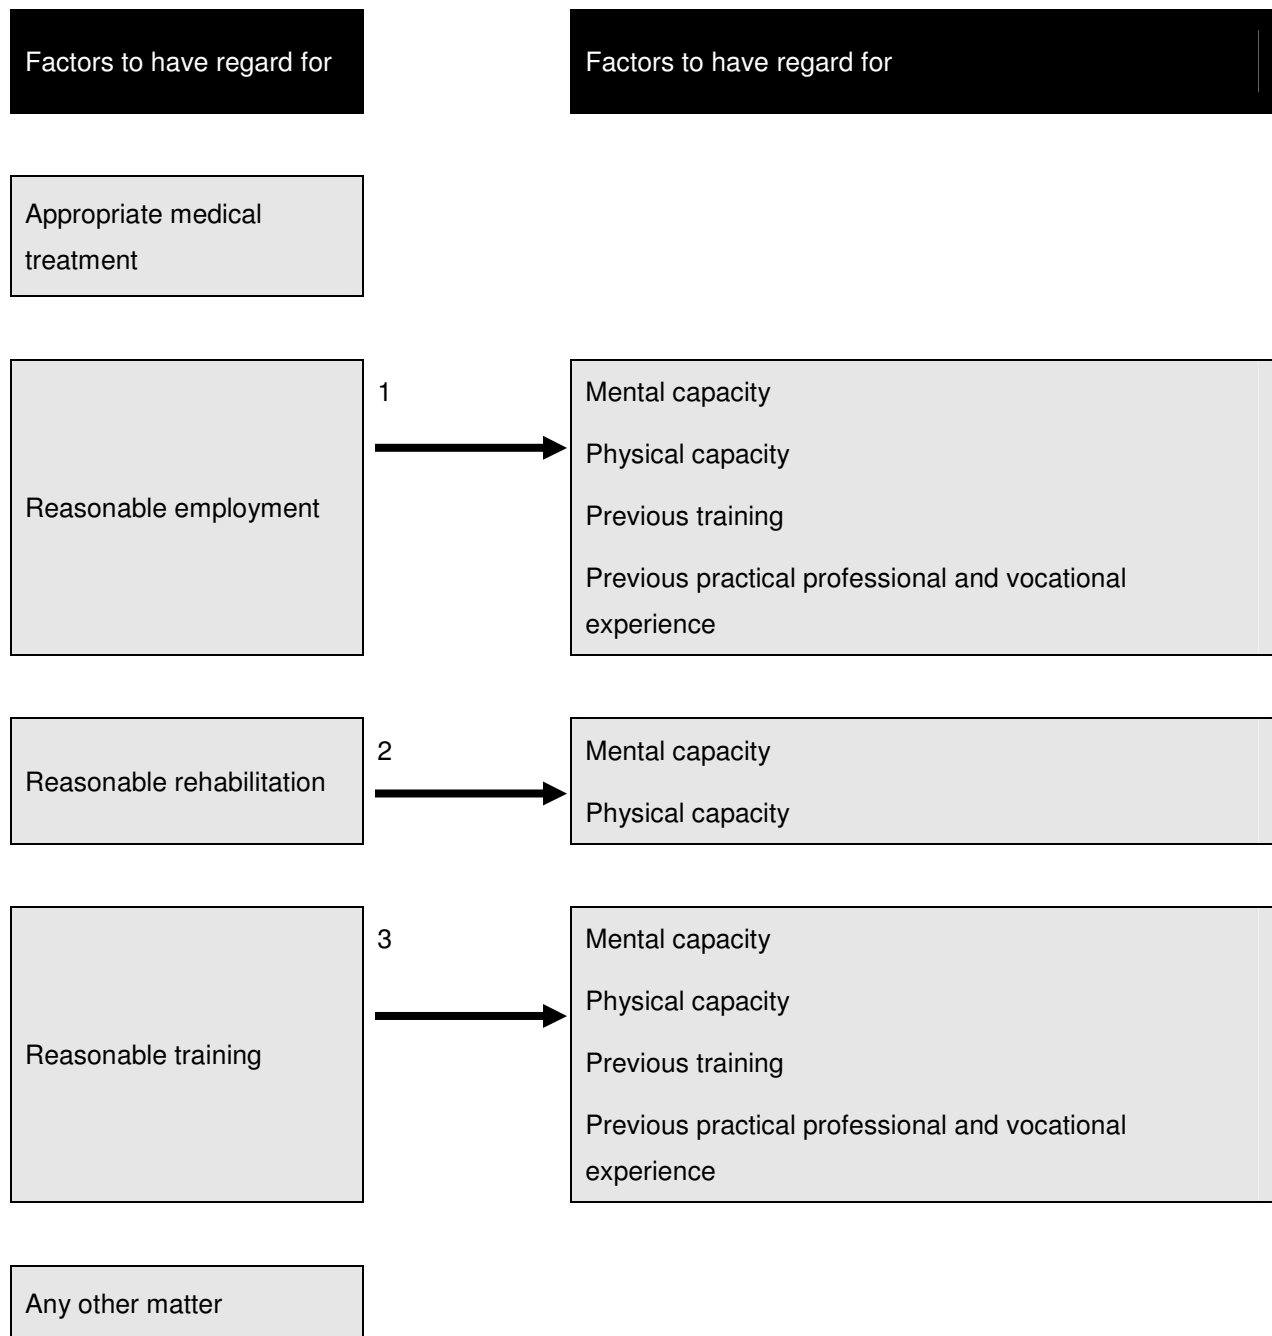 Factors to have regard for
Factors to have regard for
Appropriate medical
treatment
Reasonable employment
1
Mental capacity
Physical capacity
Previous training
Previous practical professional and vocational
experience
Reasonable rehabilitation
2
Mental capacity
Physical capacity
Reasonable training
3
Mental capacity
Physical capacity
Previous training
Previous practical professional and vocational
experience
Any other matter